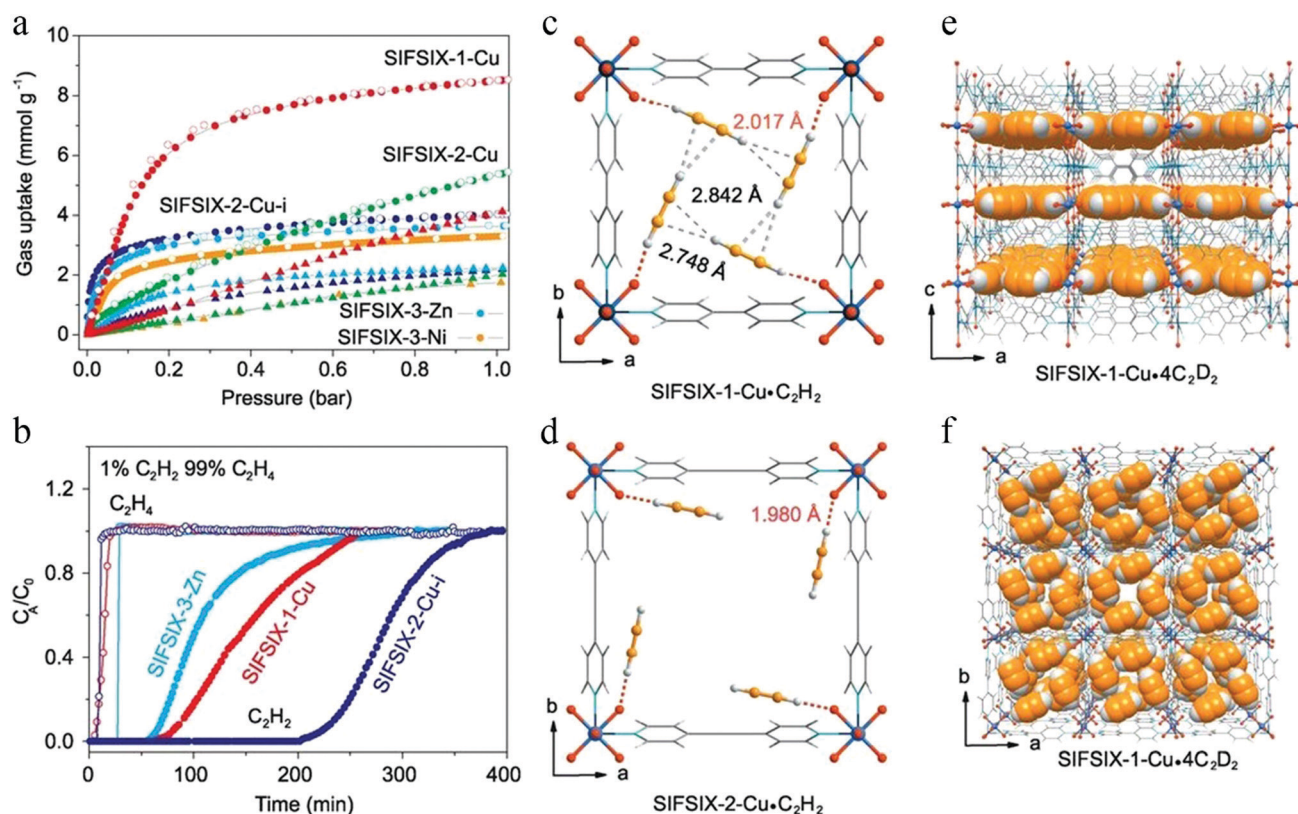 a
Gas uptake (mmol g⁻¹)
8
6
4
2
0
SIFSIX-1-Cu
SIFSIX-2-Cu
SIFSIX-2-Cu-i
SIFSIX-3-Zn
SIFSIX-3-Ni
0.0 0.2 0.4 0.6 0.8 1.0
Pressure (bar)
b
C_A/C₀
1.2
0.8
0.4
0.0
1% C₂H₂ 99% C₂H₄
C₂H₄
SIFSIX-3-Zn
SIFSIX-1-Cu
SIFSIX-2-Cu-i
C₂H₂
0 100 200 300 400
Time (min)
c
2.017 Å
2.842 Å
2.748 Å
b
a
SIFSIX-1-Cu•C₂H₂
d
1.980 Å
b
a
SIFSIX-2-Cu•C₂H₂
e
c
a
SIFSIX-1-Cu•4C₂D₂
f
b
a
SIFSIX-1-Cu•4C₂D₂